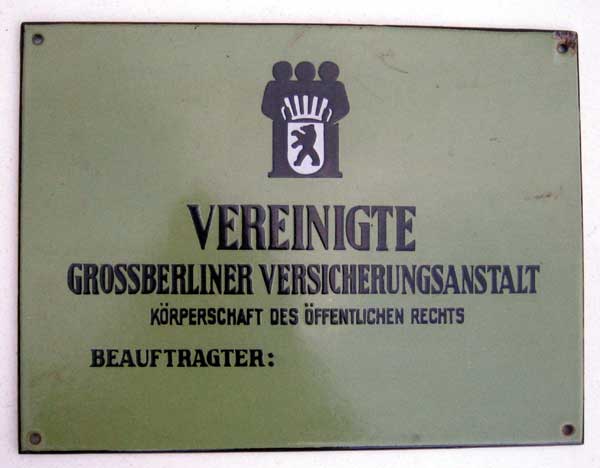 VEREINIGTE
GROSSBERLINER VERSICHERUNGSANSTALT
KÖRPERSCHAFT DES ÖFFENTLICHEN RECHTS
BEAUFTRAGTER: